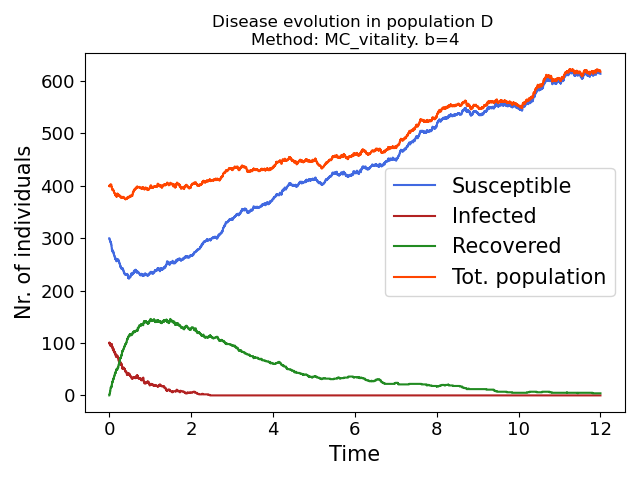 Disease evolution in population D
Method: MC_vitality. b=4
Nr. of individuals
600
500
400
300
200
100
0
Susceptible
Infected
Recovered
Tot. population
0 2 4 6 8 10 12
Time